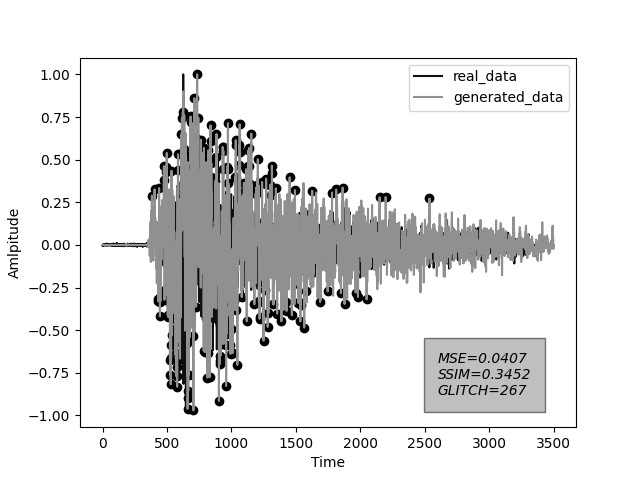 1.00
0.75
0.50
0.25
0.00
−0.25
−0.50
−0.75
−1.00
Amlpitude
real_data
generated_data
MSE=0.0407
SSIM=0.3452
GLITCH=267
0 500 1000 1500 2000 2500 3000 3500
Time